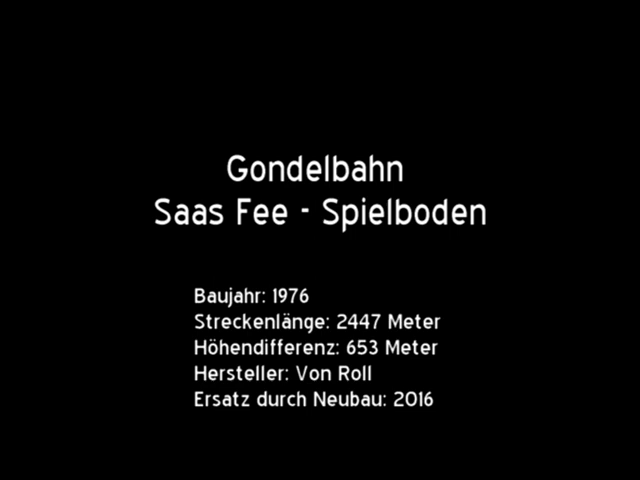 Gondelbahn
Saas Fee - Spielboden
Baujahr: 1976
Streckenlänge: 2447 Meter
Höhendifferenz: 653 Meter
Hersteller: Von Roll
Ersatz durch Neubau: 2016